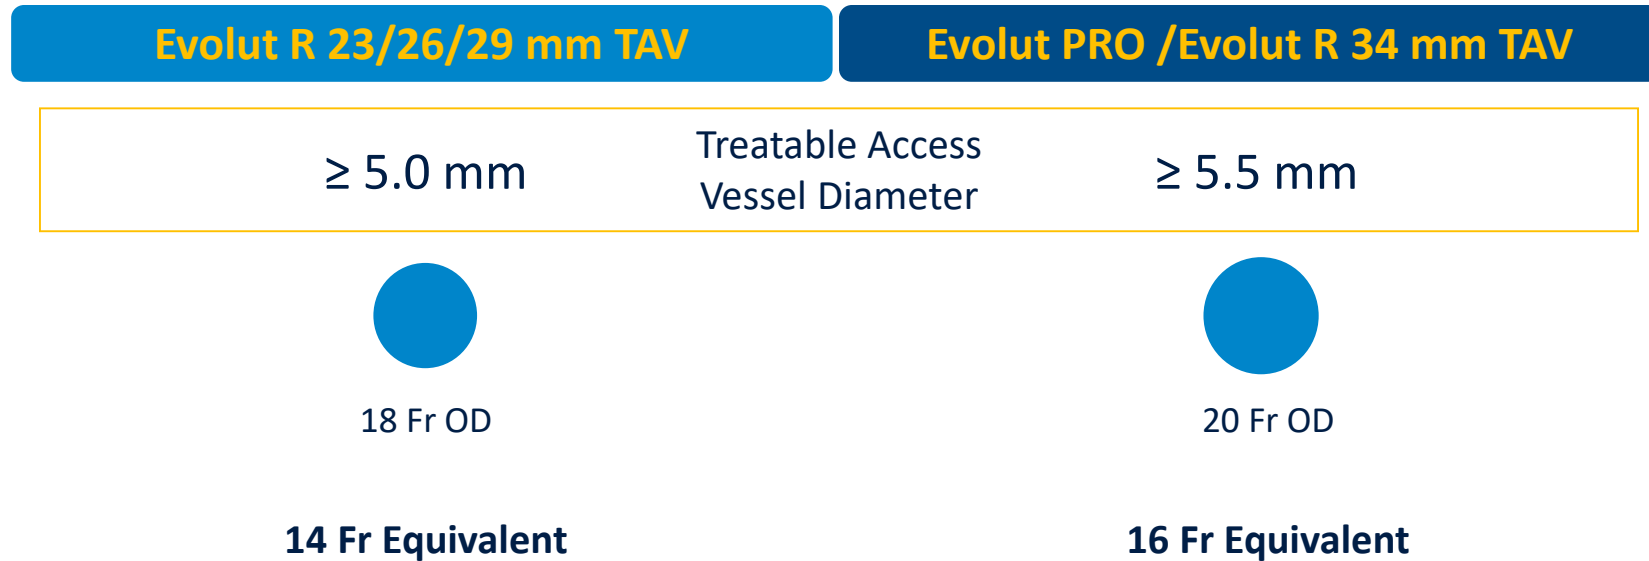 Evolut R 23/26/29 mm TAV
Evolut PRO /Evolut R 34 mm TAV
≥ 5.0 mm
Treatable Access
Vessel Diameter
≥ 5.5 mm
18 Fr OD
20 Fr OD
14 Fr Equivalent
16 Fr Equivalent